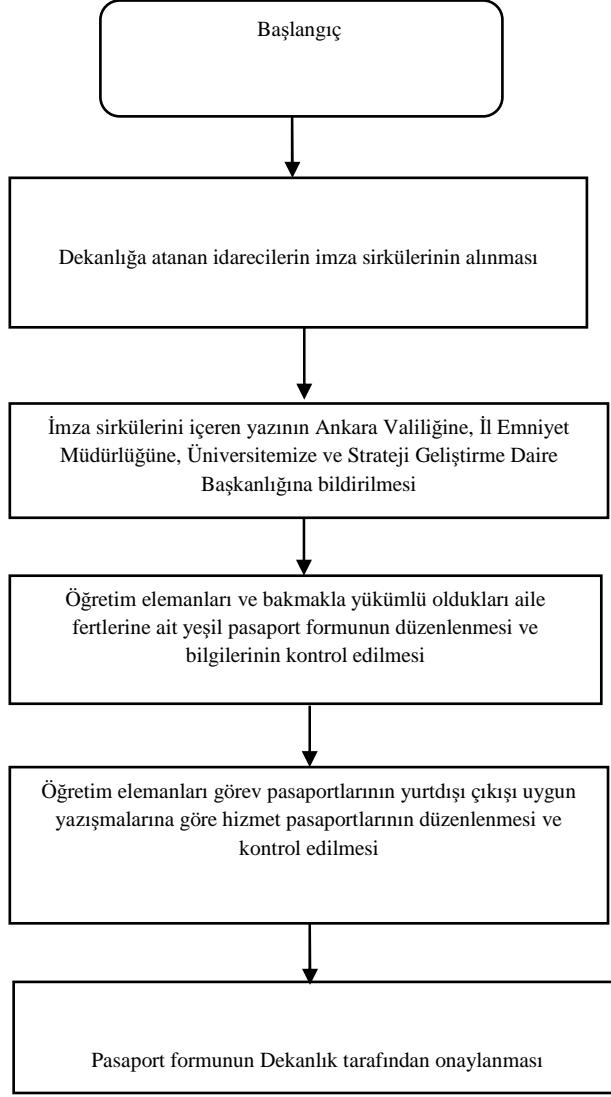 Başlangıç
Dekanlığa atanan idarecilerin imza sirkülerinin alınması
İmza sirkülerini içeren yazının Ankara Valiliğine, İl Emniyet
Müdürlüğüne, Üniversitemize ve Strateji Geliştirme Daire
Başkanlığına bildirilmesi
Öğretim elemanları ve bakmakla yükümlü oldukları aile
fertlerine ait yeşil pasaport formunun düzenlenmesi ve
bilgilerinin kontrol edilmesi
Öğretim elemanları görev pasaportlarının yurtdışı çıkışı uygun
yazışmalarına göre hizmet pasaportlarının düzenlenmesi ve
kontrol edilmesi
Pasaport formunun Dekanlık tarafından onaylanması